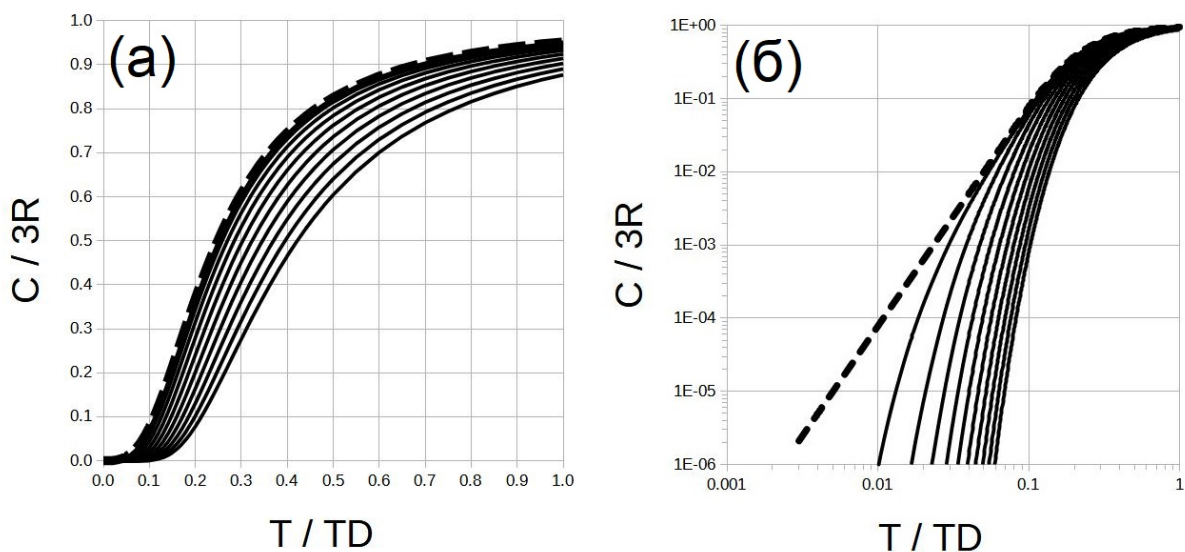 (а)
C / 3R
1.0
0.9
0.8
0.7
0.6
0.5
0.4
0.3
0.2
0.1
0.0
0.0 0.1 0.2 0.3 0.4 0.5 0.6 0.7 0.8 0.9 1.0
T / TD
(б)
C / 3R
1E+00
1E-01
1E-02
1E-03
1E-04
1E-05
1E-06
0.001 0.01 0.1 1
T / TD